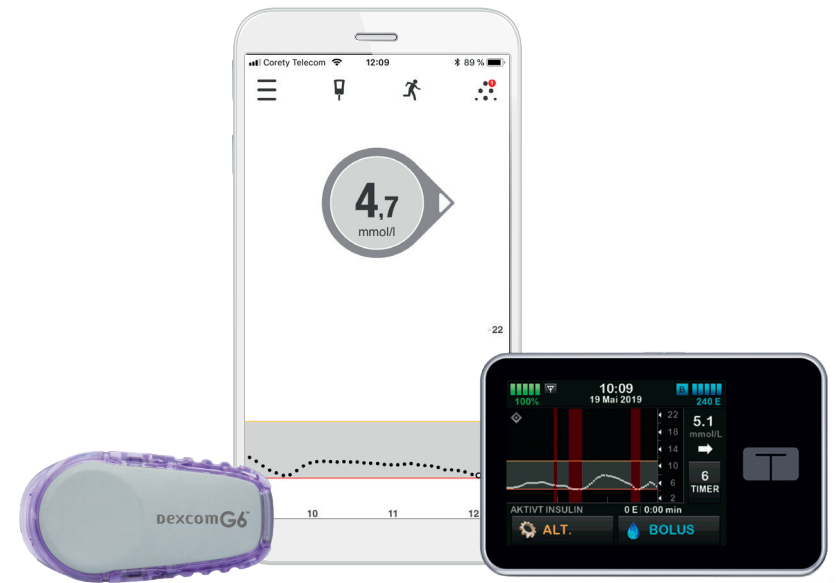 Corety Telecom
12:09
89 %
1
4,7
mmol/l
22
10
11
12
DexcomG6™
100%
10:09
19 Mai 2019
B
240 E
22
18
14
10
6
2
5.1
mmol/L
6
TIMER
AKTIVT INSULIN
0 E | 0:00 min
ALT.
BOLUS
T